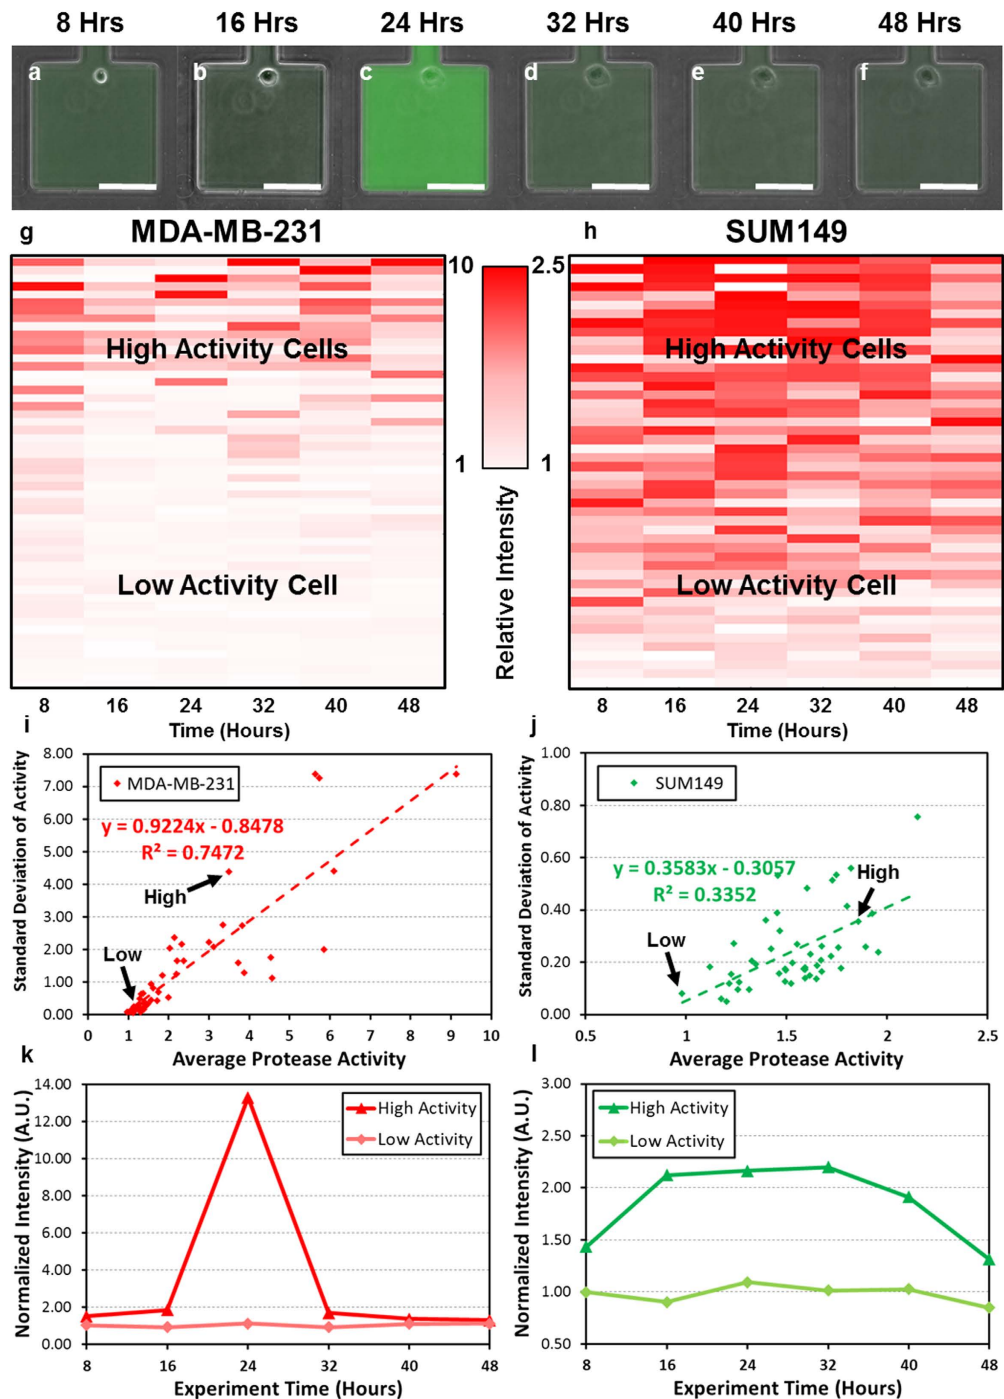 8 Hrs 16 Hrs 24 Hrs 32 Hrs 40 Hrs 48 Hrs
a b c d e f
g MDA-MB-231 h SUM149
10 2.5
High Activity Cells High Activity Cells
1 1
Relative Intensity
Low Activity Cell Low Activity Cell
8 16 24 32 40 48 8 16 24 32 40 48
Time (Hours) Time (Hours)
i
Standard Deviation of Activity
8.00
7.00
6.00
5.00
4.00
3.00
2.00
1.00
0.00
MDA-MB-231
y = 0.9224x - 0.8478
R² = 0.7472
High
Low
0 1 2 3 4 5 6 7 8 9 10
Average Protease Activity
j
Standard Deviation of Activity
1.00
0.80
0.60
0.40
0.20
0.00
SUM149
y = 0.3583x - 0.3057
R² = 0.3352
High
Low
0.5 1 1.5 2 2.5
Average Protease Activity
k
Normalized Intensity (A.U.)
14.00
12.00
10.00
8.00
6.00
4.00
2.00
0.00
High Activity
Low Activity
8 16 24 32 40 48
Experiment Time (Hours)
l
Normalized Intensity (A.U.)
3.00
2.50
2.00
1.50
1.00
0.50
High Activity
Low Activity
8 16 24 32 40 48
Experiment Time (Hours)